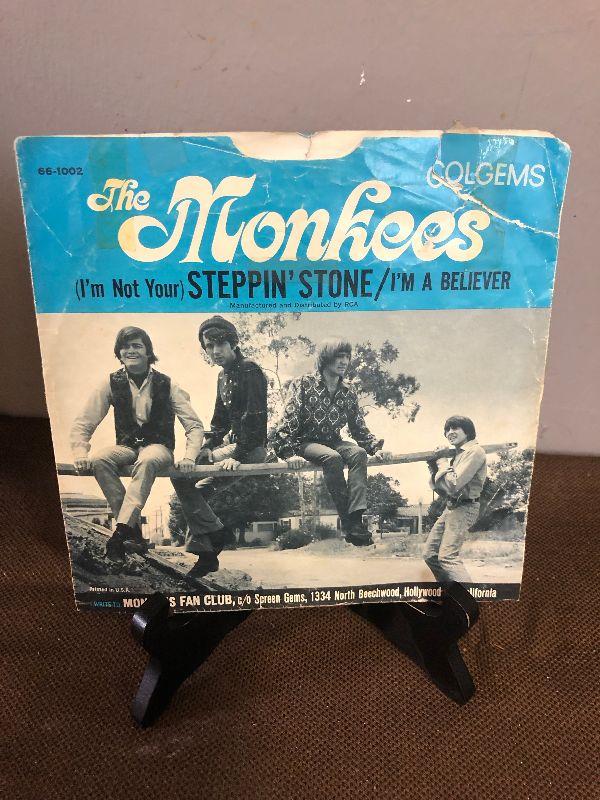 66-1002
COLGEMS
The Monkees
(I'm Not Your) STEPPIN' STONE/I'M A BELIEVER
Manufactured and Distributed by RCA
Printed in U.S.A.
WRITE TO: FAN CLUB, c/o Screen Gems, 1334 North Beechwood, Hollywood